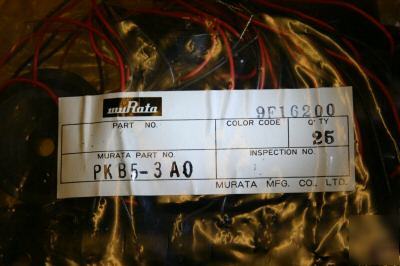 muRata
9F16200
PART NO.
COLOR CODE
Q'TY
25
MURATA PART NO.
INSPECTION NO.
PKB5-3A0
MURATA MFG. CO., LTD.